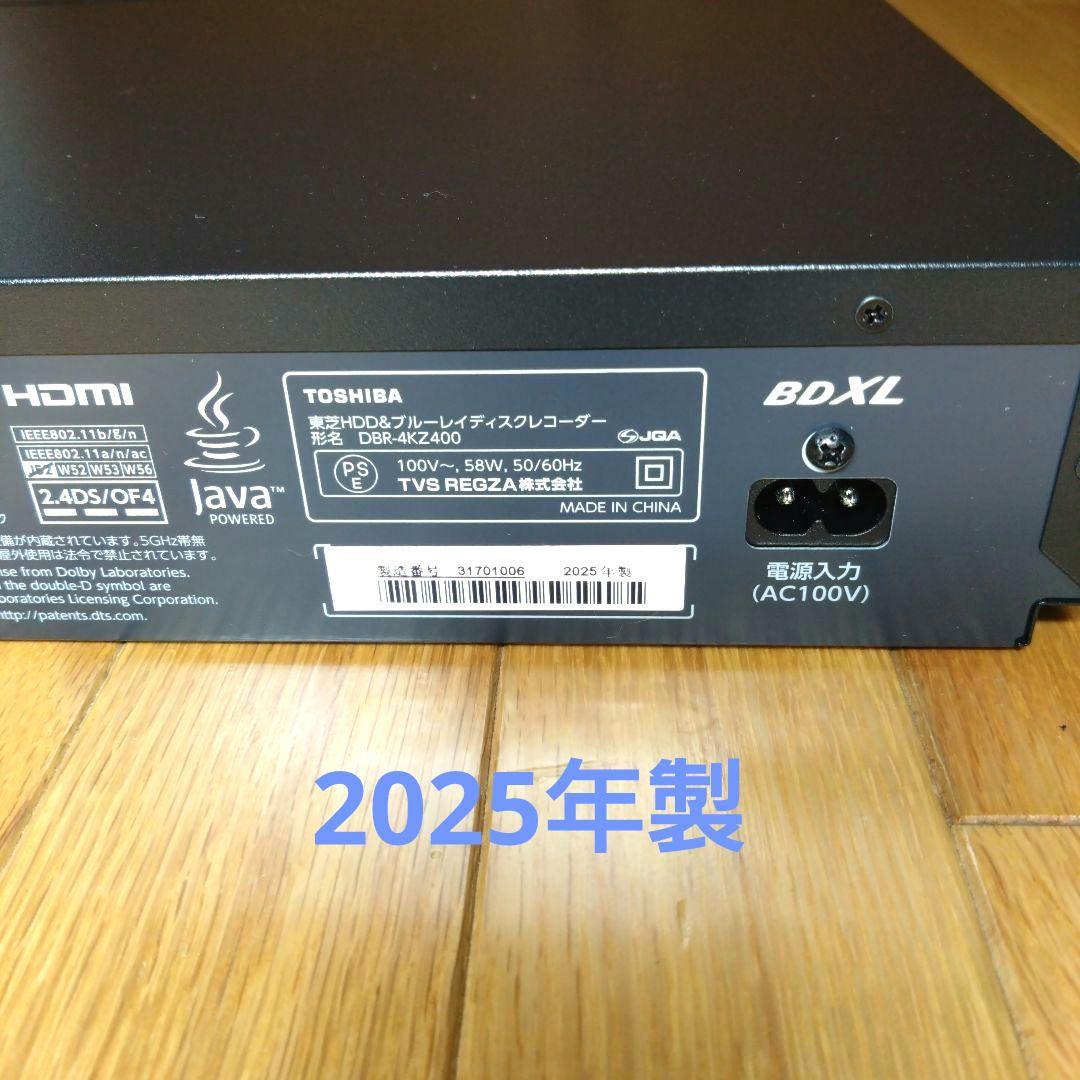 HDMI
IEEE802.11b/g/n
IEEE802.11a/n/ac
J52 W52 W53 W56
2.4DS/OF4
Java™
POWERED
備が内蔵されています。5GHz帯無
屋外使用は法令で禁止されています。
nse from Dolby Laboratories.
the double-D symbol are
boratories Licensing Corporation.
http://patents.dts.com.
TOSHIBA
東芝HDD&ブルーレイディスクレコーダー
形名 DBR-4KZ400
JQA
PS
E
100V~, 58W, 50/60Hz
TVS REGZA株式会社
MADE IN CHINA
製造番号 31701006 2025年製
BDXL
電源入力
(AC100V)
2025年製